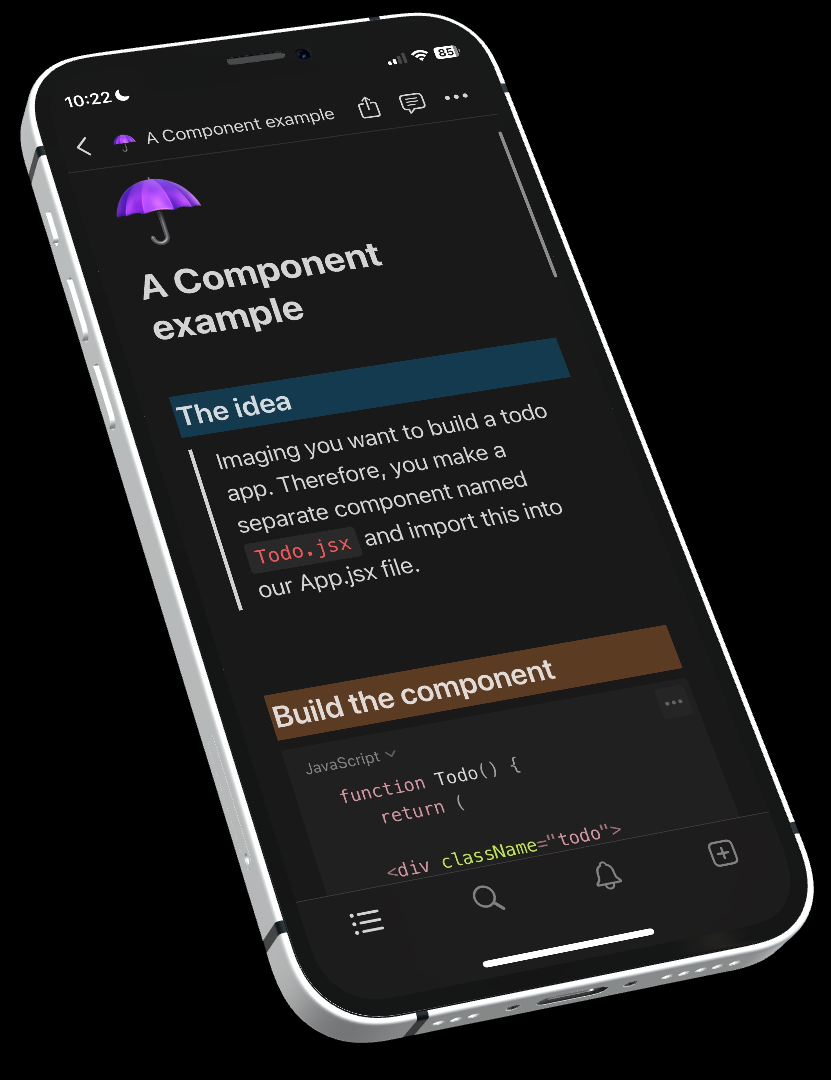 10:22
85
A Component example
A Component
example
The idea
Imaging you want to build a todo
app. Therefore, you make a
separate component named
Todo.jsx and import this into
our App.jsx file.
Build the component
JavaScript
function Todo() {
return (
<div className="todo">